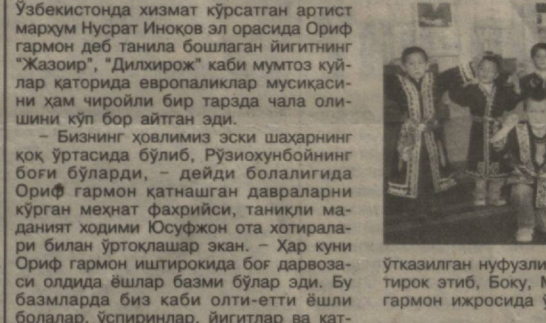 Ўзбекистонда хизмат кўрсатган артист
марҳум Нусрат Иноқов эл орасида Ориф
гармон деб танила бошлаган йигитнинг
"Жазоир", "Дилхирож" каби мумтоз куй-
лар қаторида европаликлар мусиқаси-
ни ҳам чиройли бир тарзда чала оли-
шини кўп бор айтган эди.
– Бизнинг ҳовлимиз эски шаҳарнинг
қоқ ўртасида бўлиб, Рўзиохунбойнинг
боғи бўларди, – дейди болалигида
Ориф гармон қатнашган давраларни
кўрган меҳнат фахрийси, таниқли ма-
даният ходими Юсуфжон ота хотирала-
ри билан ўртоқлашар экан. – Ҳар куни
Ориф гармон иштирокида боғ дарвоза-
си олдида ёшлар базми бўлар эди. Бу
базмларда биз каби олти-етти ёшли
болалар, ўспиринлар, йигитлар ва кат-
ўтказилган нуфузли
тирок этиб, Боку, М
гармон ижросида ў